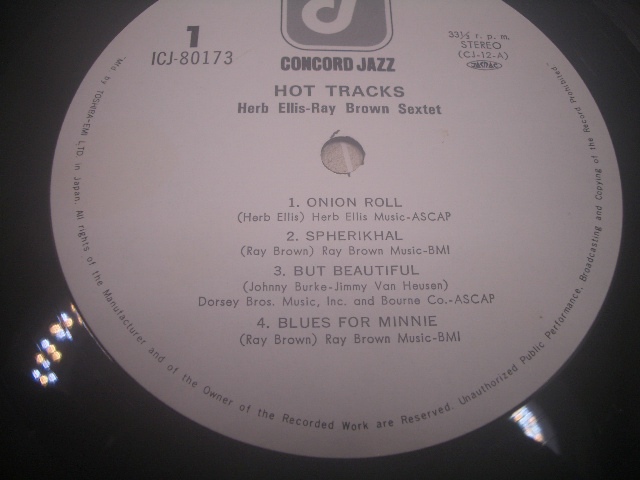 1
ICJ-80173
33⅓ r. p. m.
STEREO
(CJ-12-A)
CONCORD JAZZ
HOT TRACKS
Herb Ellis-Ray Brown Sextet
1. ONION ROLL
(Herb Ellis) Herb Ellis Music-ASCAP
2. SPHERIKHAL
(Ray Brown) Ray Brown Music-BMI
3. BUT BEAUTIFUL
(Johnny Burke-Jimmy Van Heusen)
Dorsey Bros. Music, Inc. and Bourne Co.-ASCAP
4. BLUES FOR MINNIE
(Ray Brown) Ray Brown Music-BMI
Mfd by TOSHIBA-EMI LTD. in Japan. All rights of the Manufacturer and of the Owner of the Recorded Work are Reserved. Unauthorized Public Performance, Broadcasting and Copying of the Record Prohibited.